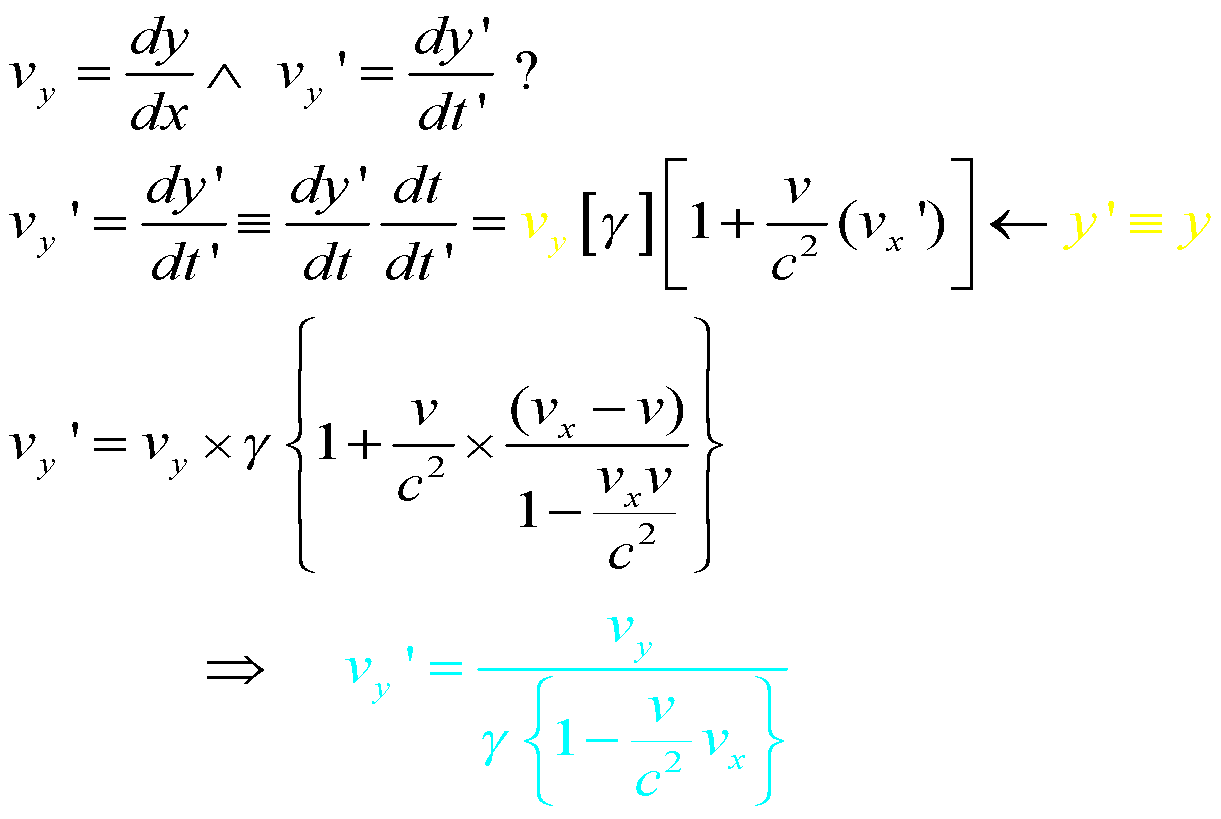 v_y = dy/dx ∧ v_y ' = dy'/dt' ?
v_y ' = dy'/dt' ≡ dy'/dt dt/dt' = v_y [γ] [1 + v/c² (v_x ')] ← y ' ≡ y
v_y ' = v_y × γ {1 + v/c² × (v_x − v)/(1 − v_x v/c²)}
⇒ v_y ' = v_y/(γ {1 − v/c² v_x})